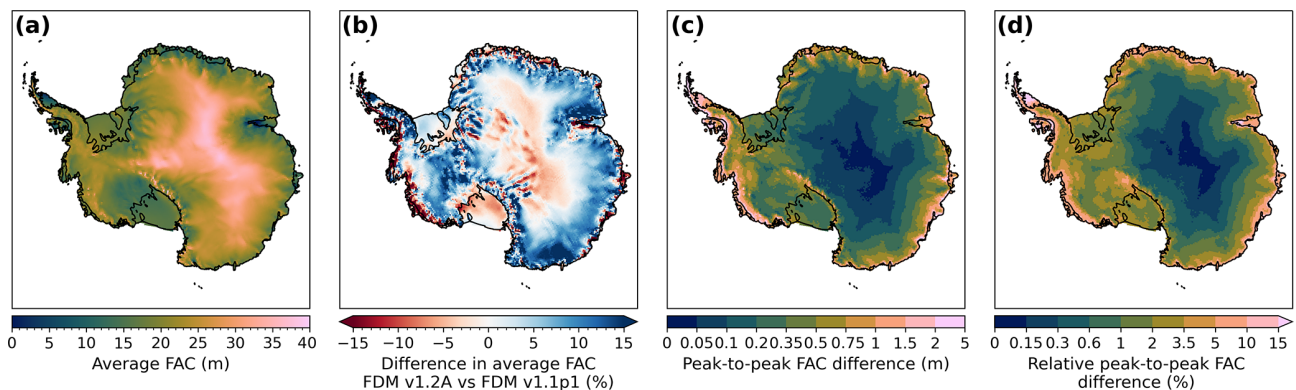 (a)
(b)
(c)
(d)
0 5 10 15 20 25 30 35 40
Average FAC (m)
−15 −10 −5 0 5 10 15
Difference in average FAC
FDM v1.2A vs FDM v1.1p1 (%)
0 0.05 0.1 0.20 0.35 0.5 0.75 1 1.5 2 5
Peak-to-peak FAC difference (m)
0 0.15 0.3 0.6 1 2 3.5 5 10 15
Relative peak-to-peak FAC
difference (%)